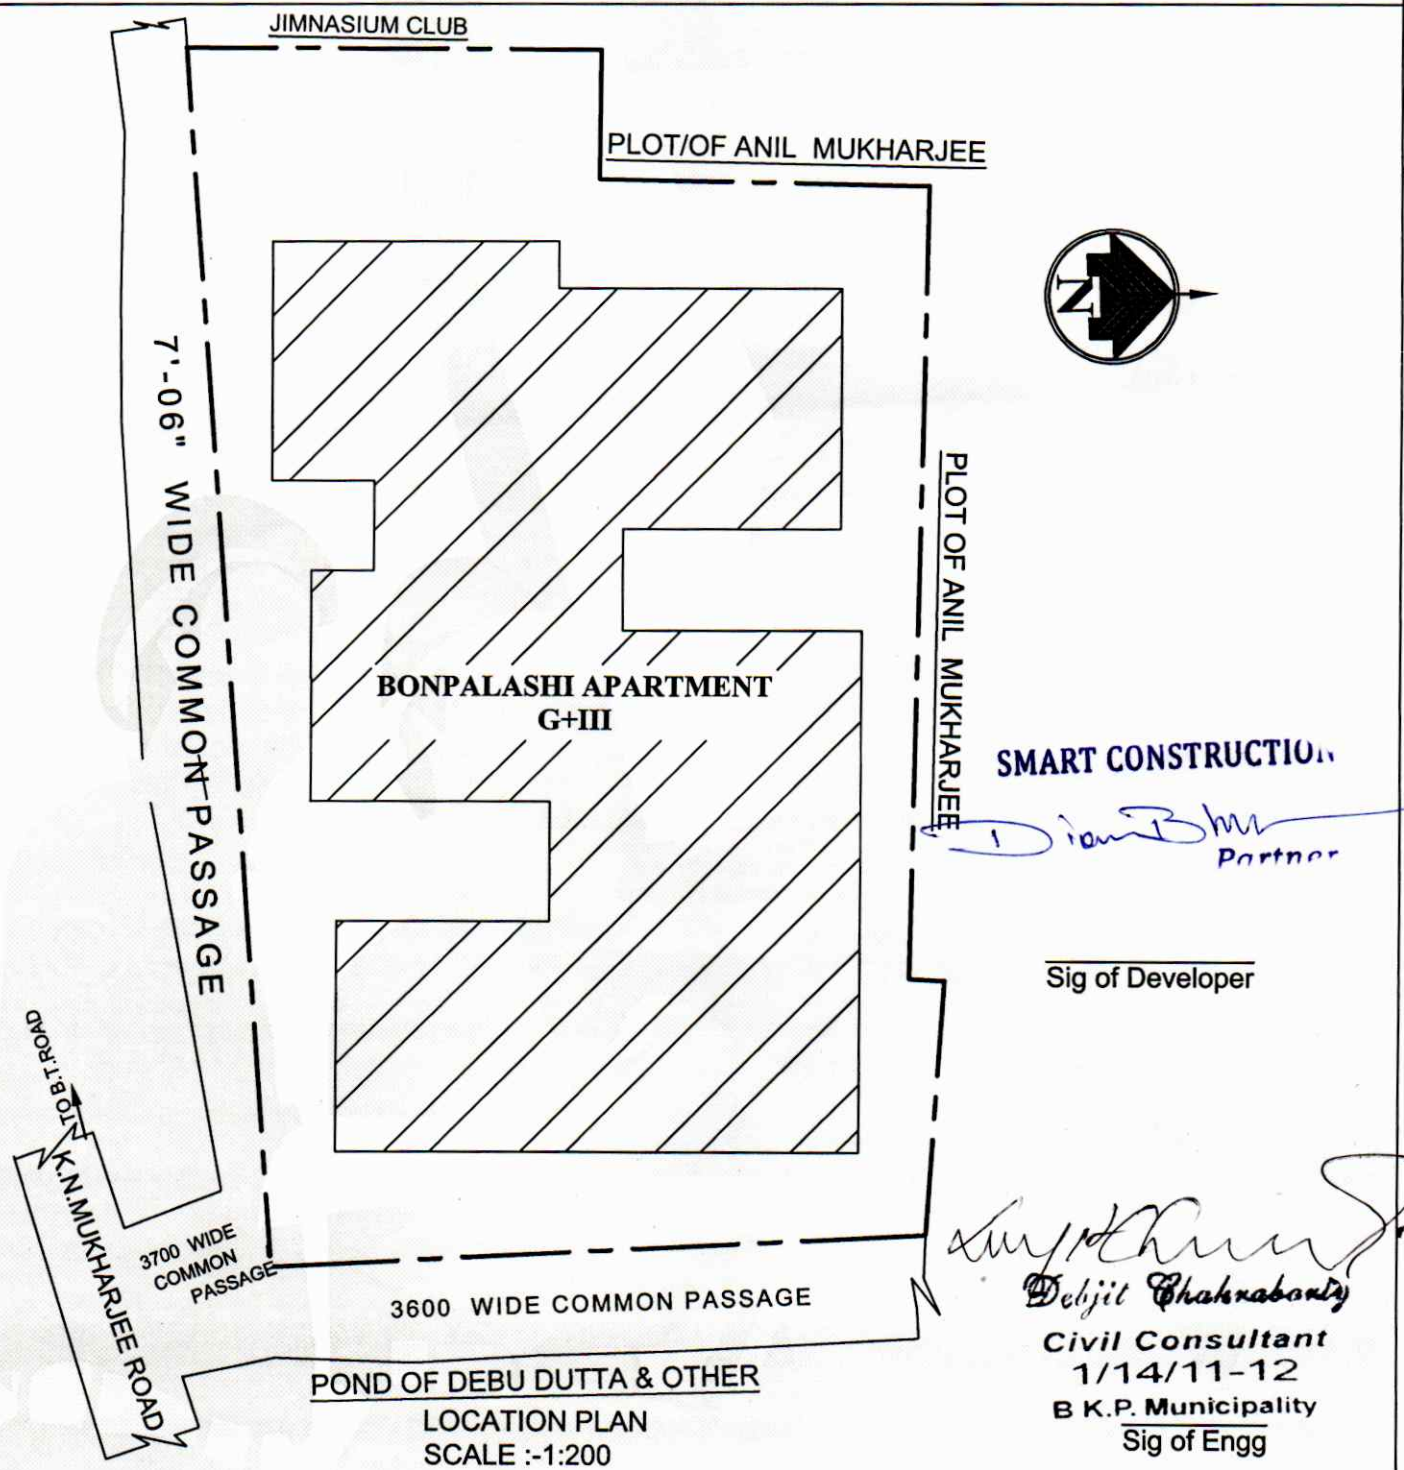 JIMNASIUM CLUB
PLOT/OF ANIL MUKHARJEE
N
7'-06" WIDE COMMON PASSAGE
PLOT OF ANIL MUKHARJEE
BONPALASHI APARTMENT
G+III
SMART CONSTRUCTION
Partner
Sig of Developer
TO B.T.ROAD
K.N.MUKHARJEE ROAD
3700 WIDE
COMMON
PASSAGE
3600 WIDE COMMON PASSAGE
POND OF DEBU DUTTA & OTHER
LOCATION PLAN
SCALE :-1:200
Debjit Chakraborty
Civil Consultant
1/14/11-12
B K.P. Municipality
Sig of Engg